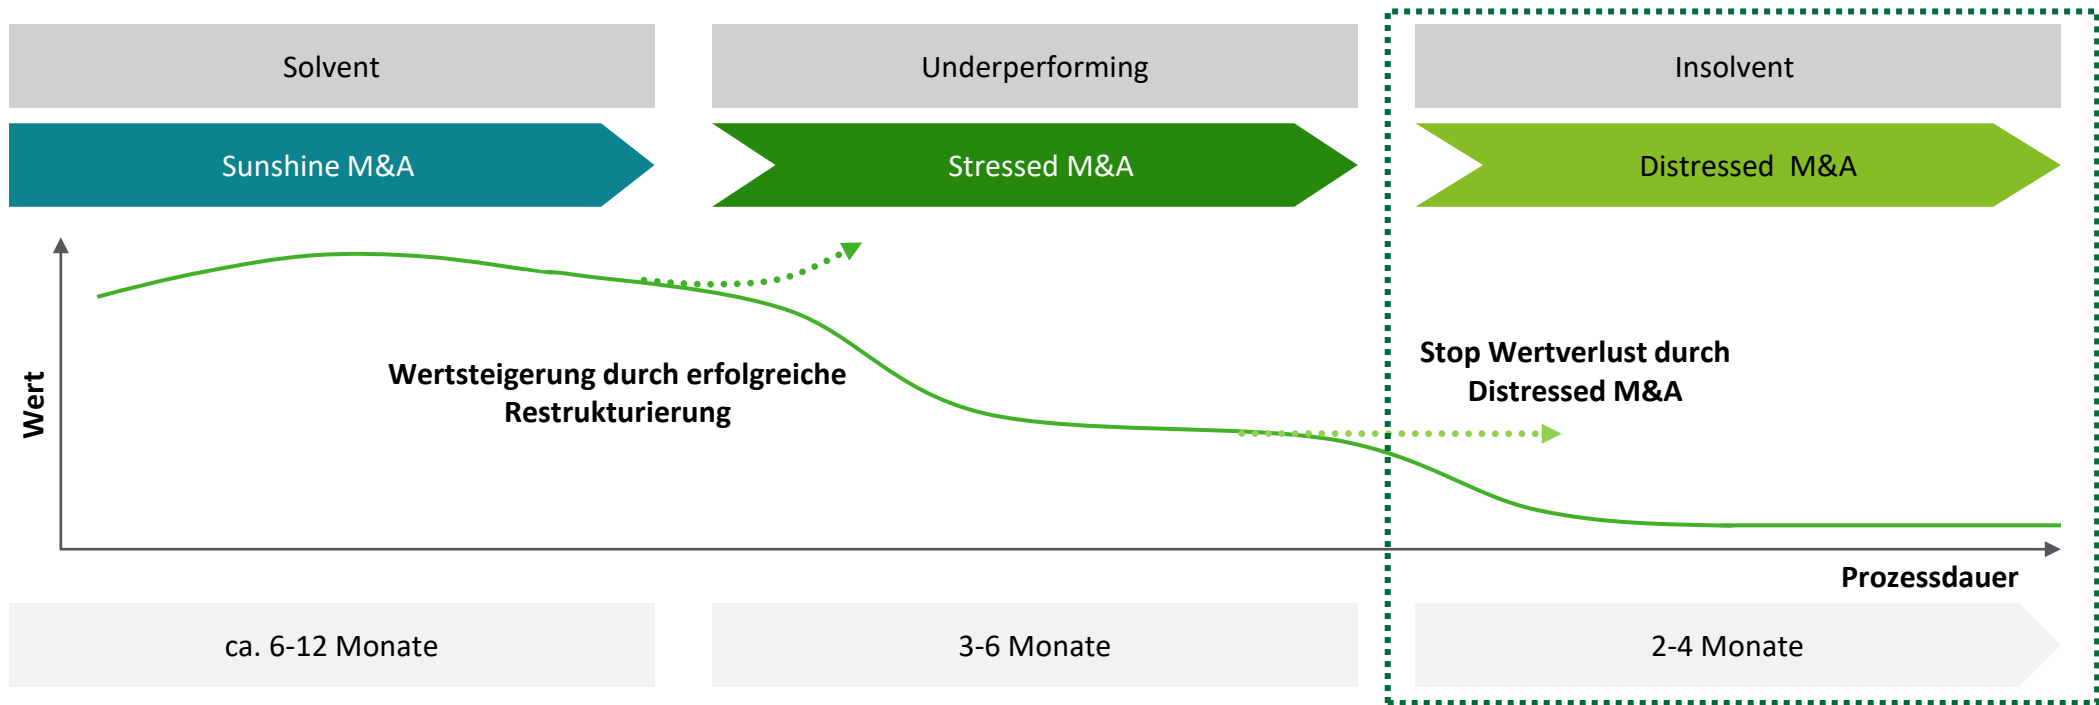 Solvent
Underperforming
Insolvent
Sunshine M&A
Stressed M&A
Distressed M&A
Wert
Wertsteigerung durch erfolgreiche
Restrukturierung
Stop Wertverlust durch
Distressed M&A
Prozessdauer
ca. 6-12 Monate
3-6 Monate
2-4 Monate